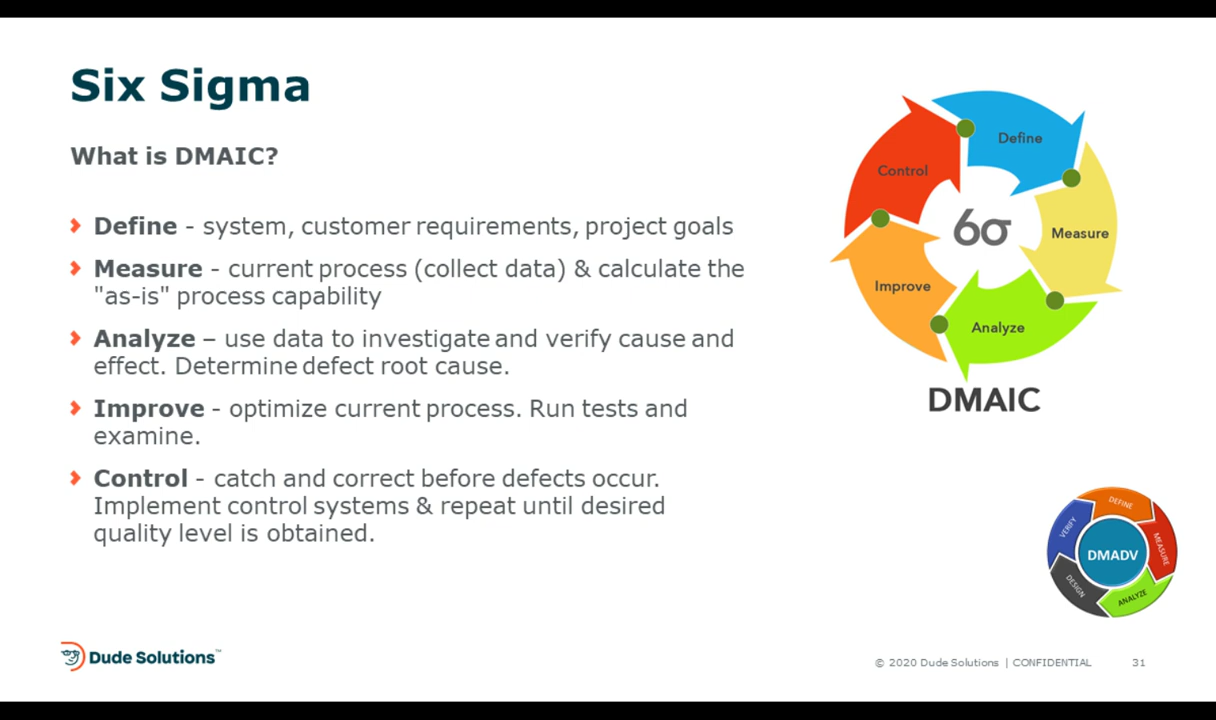 Six Sigma
What is DMAIC?
Define - system, customer requirements, project goals
Measure - current process (collect data) & calculate the
"as-is" process capability
Analyze – use data to investigate and verify cause and
effect. Determine defect root cause.
Improve - optimize current process. Run tests and
examine.
Control - catch and correct before defects occur.
Implement control systems & repeat until desired
quality level is obtained.
Define
Measure
Analyze
Improve
Control
6σ
DMAIC
DEFINE
MEASURE
ANALYZE
DESIGN
VERIFY
DMADV
Dude Solutions™
© 2020 Dude Solutions | CONFIDENTIAL
31